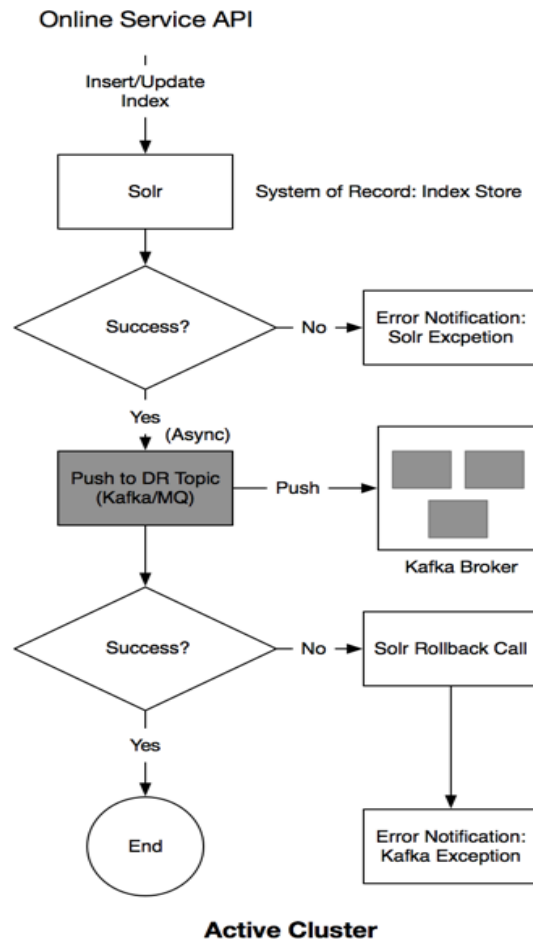 Online Service API
Insert/Update
Index
Solr
System of Record: Index Store
Success?
No
Error Notification:
Solr Excpetion
Yes
(Async)
Push to DR Topic
(Kafka/MQ)
Push
Kafka Broker
Success?
No
Solr Rollback Call
Yes
End
Error Notification:
Kafka Exception
Active Cluster